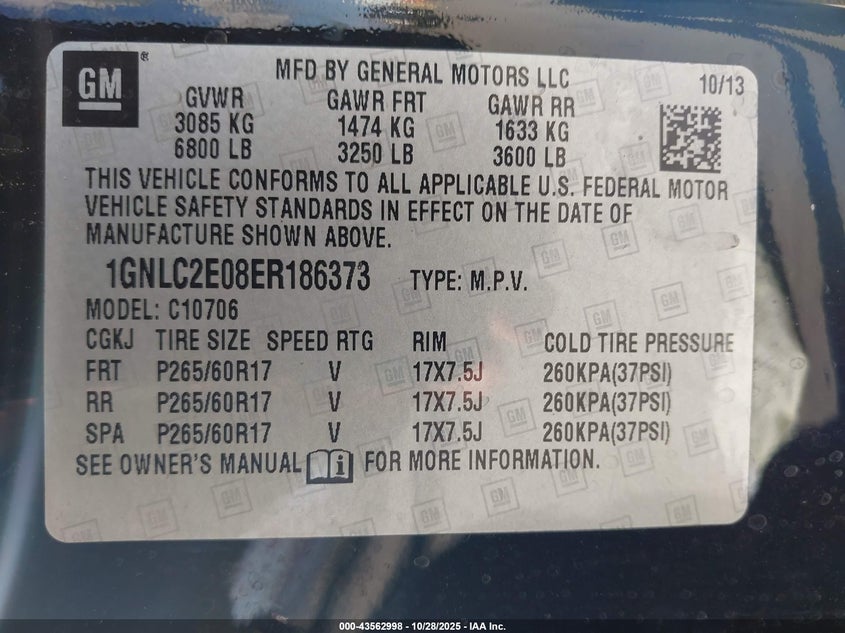 GM ®
MFD BY GENERAL MOTORS LLC
10/13
GVWR GAWR FRT GAWR RR
3085 KG 1474 KG 1633 KG
6800 LB 3250 LB 3600 LB
THIS VEHICLE CONFORMS TO ALL APPLICABLE U.S. FEDERAL MOTOR
VEHICLE SAFETY STANDARDS IN EFFECT ON THE DATE OF
MANUFACTURE SHOWN ABOVE.
1GNLC2E08ER186373 TYPE: M.P.V.
MODEL: C10706
CGKJ TIRE SIZE SPEED RTG RIM COLD TIRE PRESSURE
FRT P265/60R17 V 17X7.5J 260KPA(37PSI)
RR P265/60R17 V 17X7.5J 260KPA(37PSI)
SPA P265/60R17 V 17X7.5J 260KPA(37PSI)
SEE OWNER'S MANUAL i FOR MORE INFORMATION.
000-43562998 - 10/28/2025 - IAA Inc.